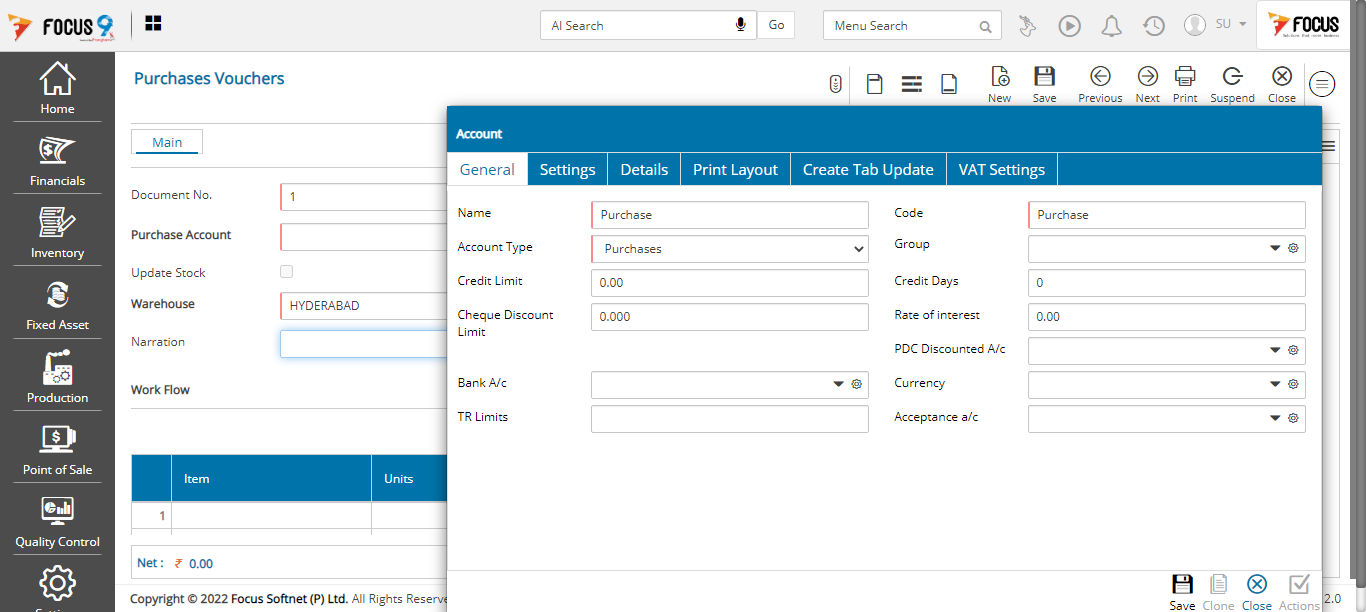 FOCUS 9
AI Search
Go
Menu Search
SU
FOCUS
Home
Financials
Inventory
Fixed Asset
Production
Point of Sale
Quality Control
Purchases Vouchers
New
Save
Previous
Next
Print
Suspend
Close
Main
Document No.
1
Purchase Account
Update Stock
Warehouse
HYDERABAD
Narration
Work Flow
Item
Units
1
Net : ₹ 0.00
Copyright © 2022 Focus Softnet (P) Ltd. All Rights Reserve
2.0
Account
General
Settings
Details
Print Layout
Create Tab Update
VAT Settings
Name
Purchase
Code
Purchase
Account Type
Purchases
Group
Credit Limit
0.00
Credit Days
0
Cheque Discount
Limit
0.000
Rate of interest
0.00
PDC Discounted A/c
Bank A/c
Currency
TR Limits
Acceptance a/c
Save
Clone
Close
Actions